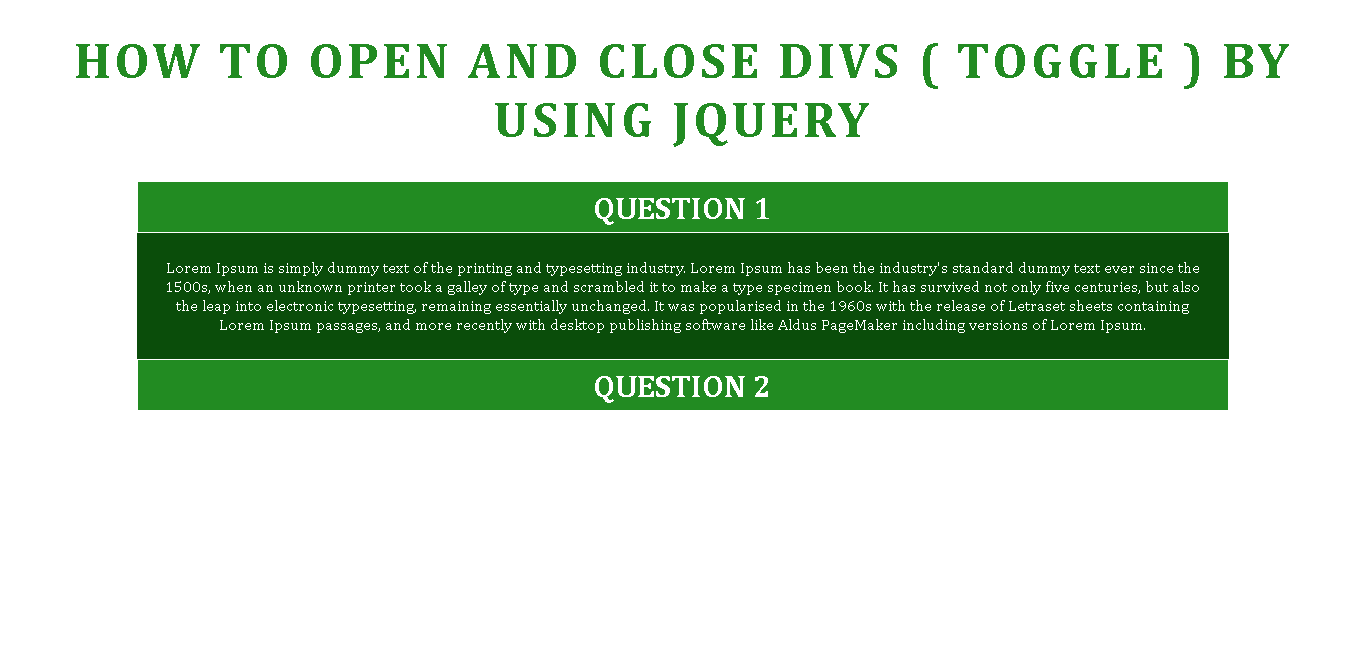 HOW TO OPEN AND CLOSE DIVS ( TOGGLE ) BY
USING JQUERY
QUESTION 1
Lorem Ipsum is simply dummy text of the printing and typesetting industry. Lorem Ipsum has been the industry's standard dummy text ever since the
1500s, when an unknown printer took a galley of type and scrambled it to make a type specimen book. It has survived not only five centuries, but also
the leap into electronic typesetting, remaining essentially unchanged. It was popularised in the 1960s with the release of Letraset sheets containing
Lorem Ipsum passages, and more recently with desktop publishing software like Aldus PageMaker including versions of Lorem Ipsum.
QUESTION 2